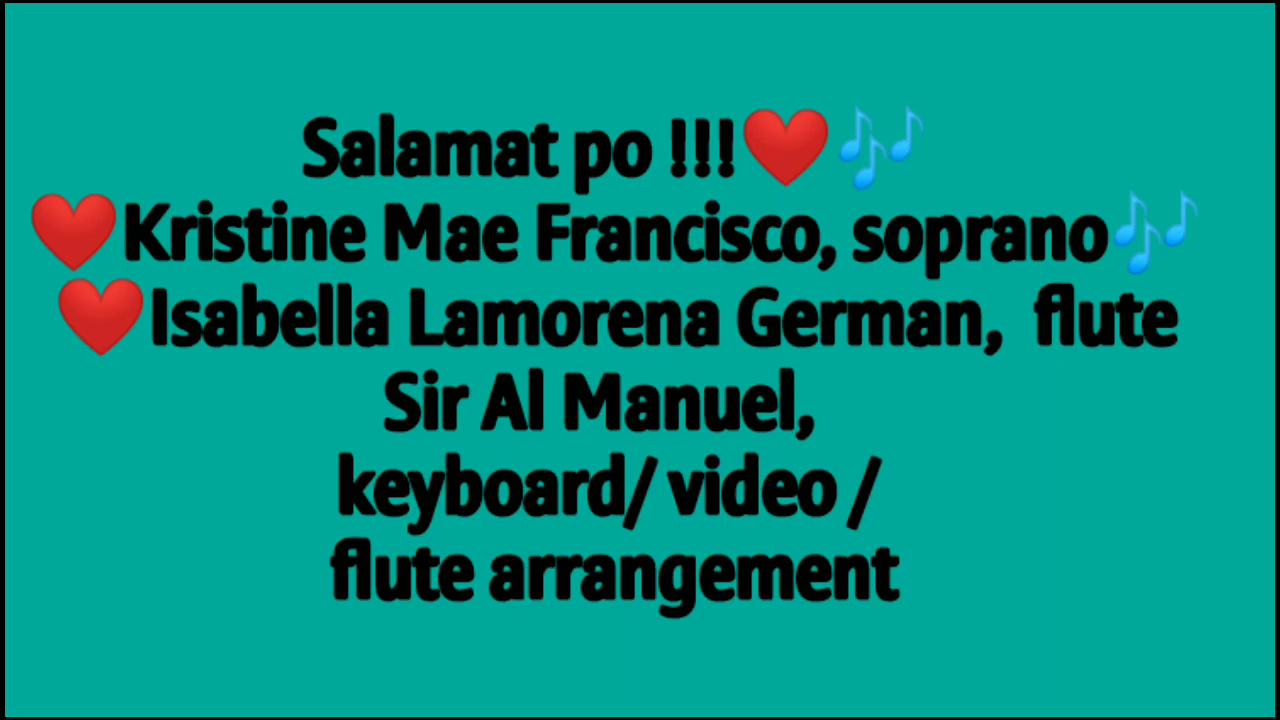 Salamat po !!!❤️🎶
❤️Kristine Mae Francisco, soprano🎶
❤️Isabella Lamorena German,  flute
Sir Al Manuel,
keyboard/ video /
flute arrangement